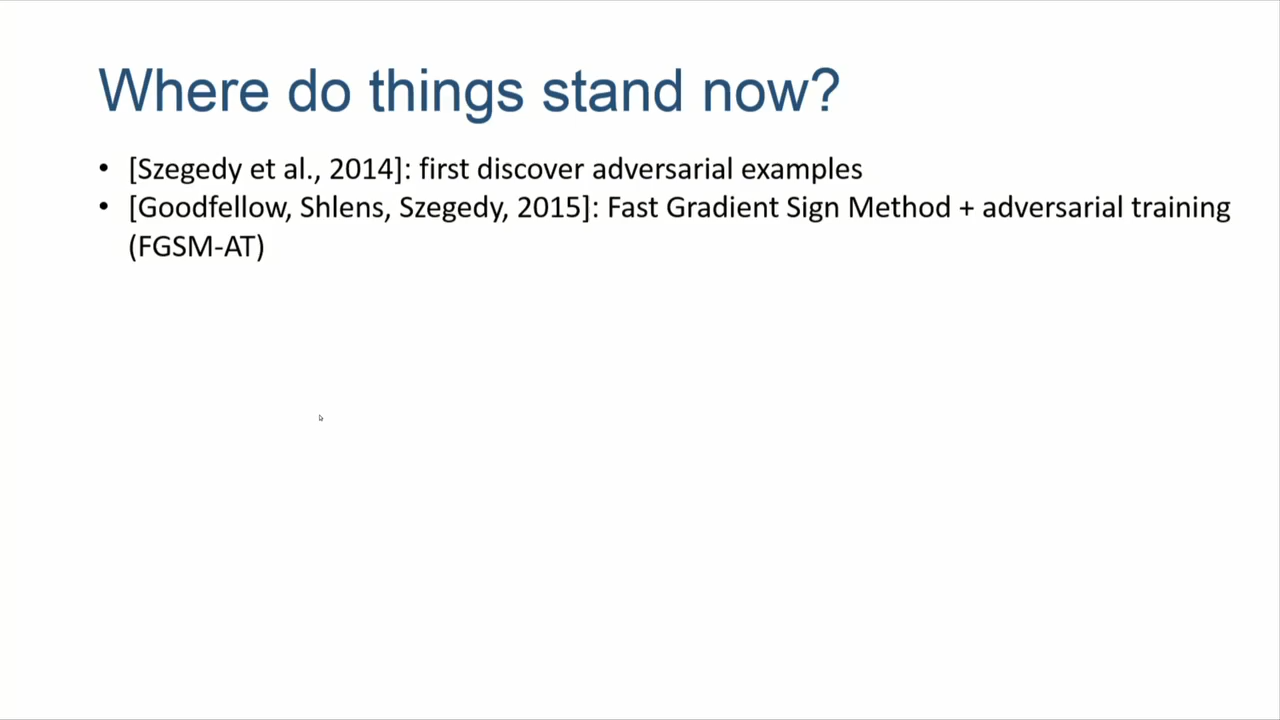 Where do things stand now?
• [Szegedy et al., 2014]: first discover adversarial examples
• [Goodfellow, Shlens, Szegedy, 2015]: Fast Gradient Sign Method + adversarial training
(FGSM-AT)